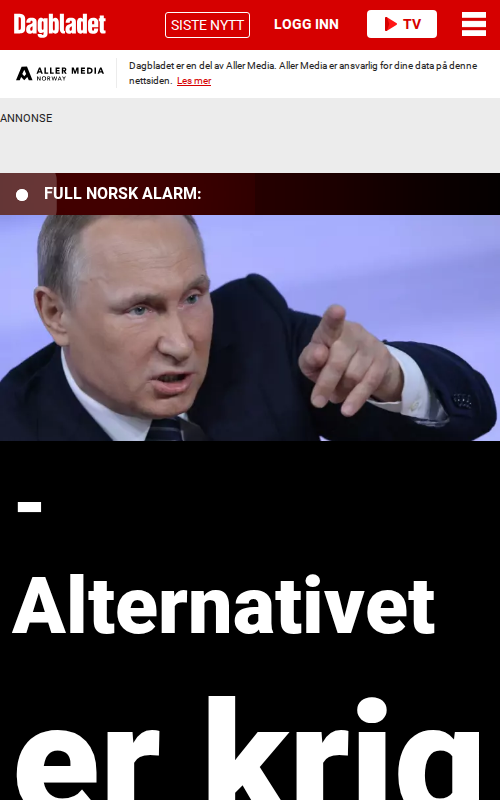 Dagbladet
SISTE NYTT
LOGG INN
TV
ALLER MEDIA
NORWAY
Dagbladet er en del av Aller Media. Aller Media er ansvarlig for dine data på denne
nettsiden. Les mer
ANNONSE
FULL NORSK ALARM:
-
Alternativet
er krig